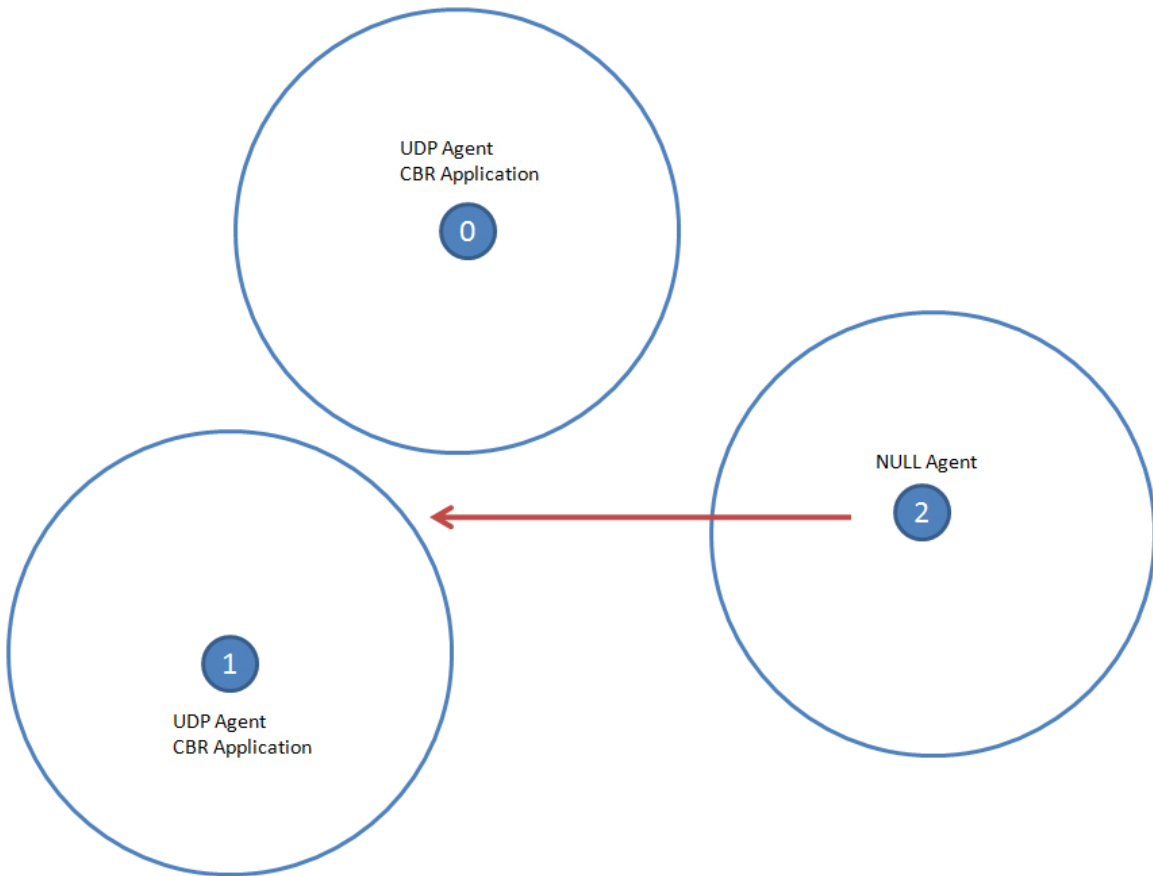 UDP Agent
CBR Application
0
NULL Agent
2
1
UDP Agent
CBR Application